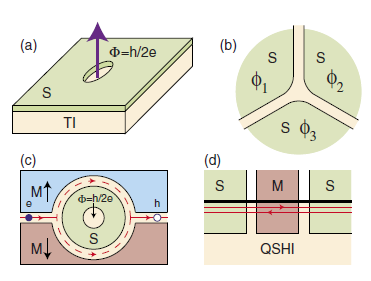 (a)
Φ=h/2e
S
TI
(b)
S S
ϕ1 ϕ2
S ϕ3
(c)
M↑
e
ϕ=h/2e
h
S
M↓
(d)
S M S
QSHI